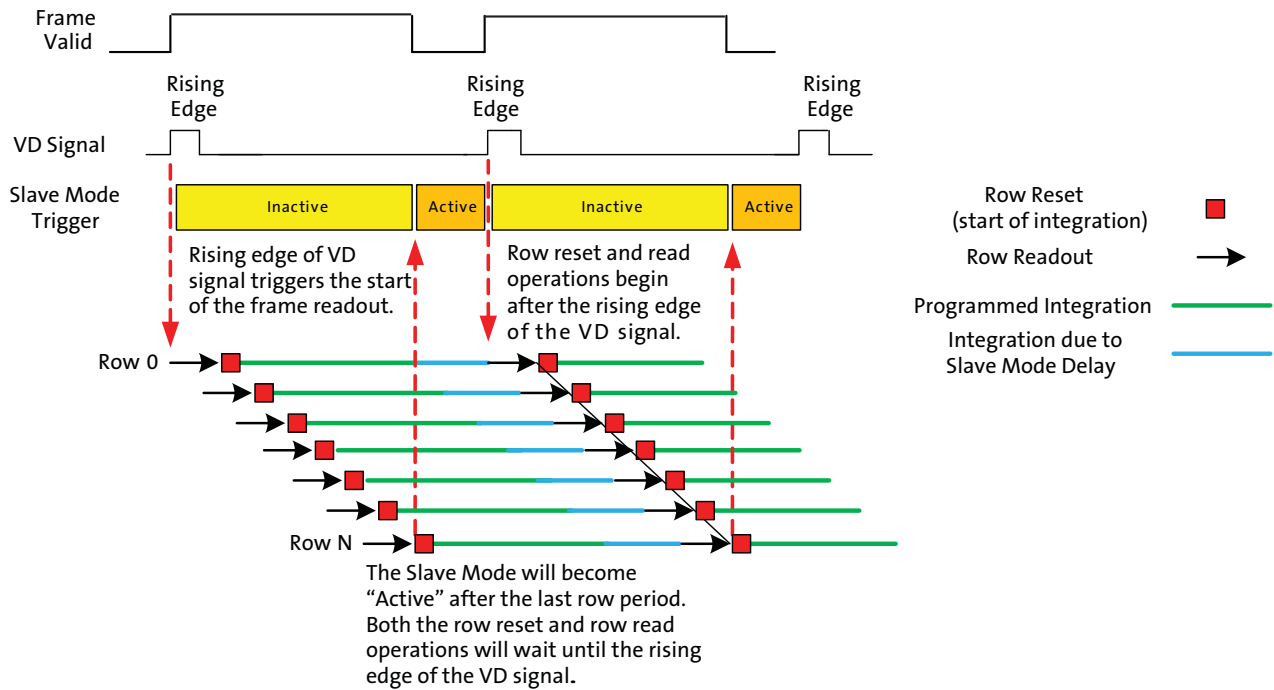 Frame
Valid
Rising
Edge
Rising
Edge
Rising
Edge
VD Signal
Slave Mode
Trigger
Inactive
Active
Inactive
Active
Rising edge of VD
signal triggers the start
of the frame readout.
Row reset and read
operations begin
after the rising edge
of the VD signal.
Row 0
Row N
The Slave Mode will become
“Active” after the last row period.
Both the row reset and row read
operations will wait until the rising
edge of the VD signal.
Row Reset
(start of integration)
Row Readout
Programmed Integration
Integration due to
Slave Mode Delay